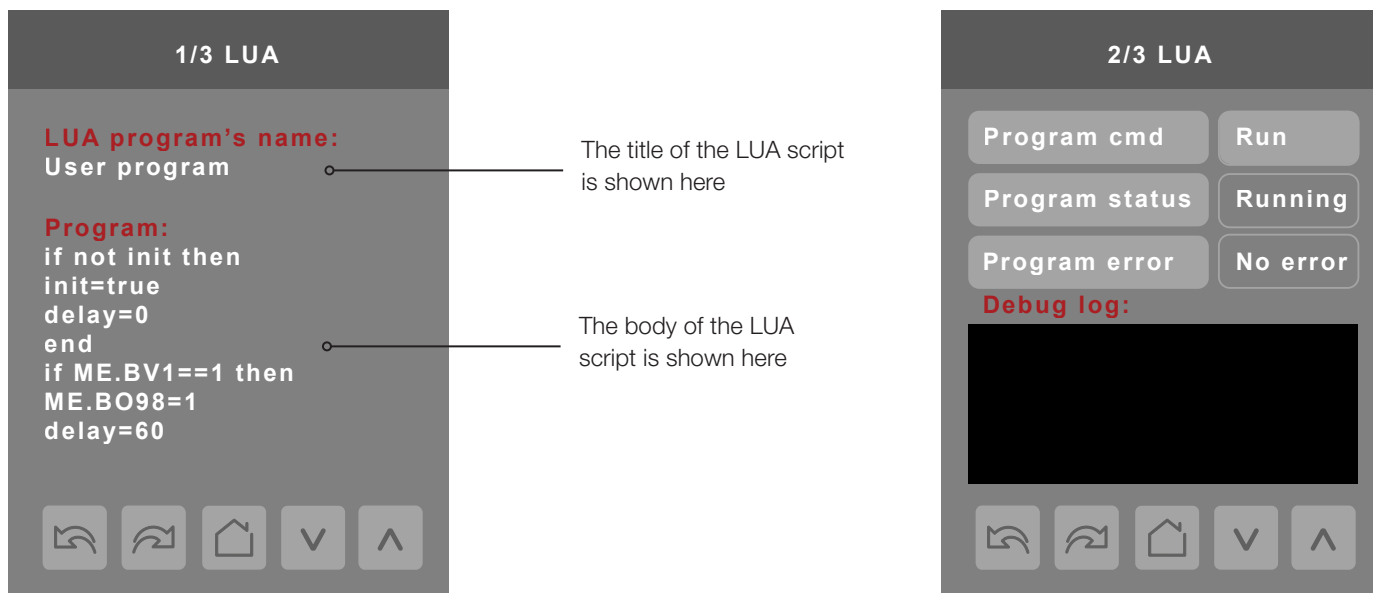 1/3 LUA
LUA program's name:
User program
Program:
if not init then
init=true
delay=0
end
if ME.BV1==1 then
ME.BO98=1
delay=60
The title of the LUA script
is shown here
The body of the LUA
script is shown here
2/3 LUA
Program cmd Run
Program status Running
Program error No error
Debug log: